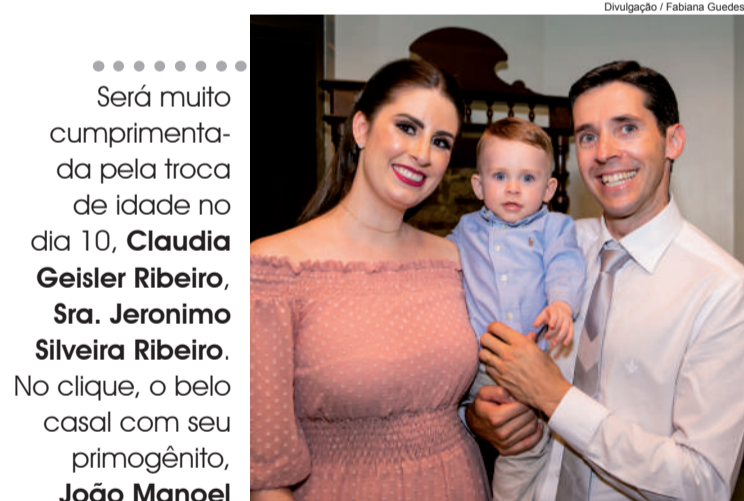 Divulgação / Fabiana Guedes
Será muito
cumprimenta-
da pela troca
de idade no
dia 10, Claudia
Geisler Ribeiro,
Sra. Jeronimo
Silveira Ribeiro.
No clique, o belo
casal com seu
primogênito,
João Manoel